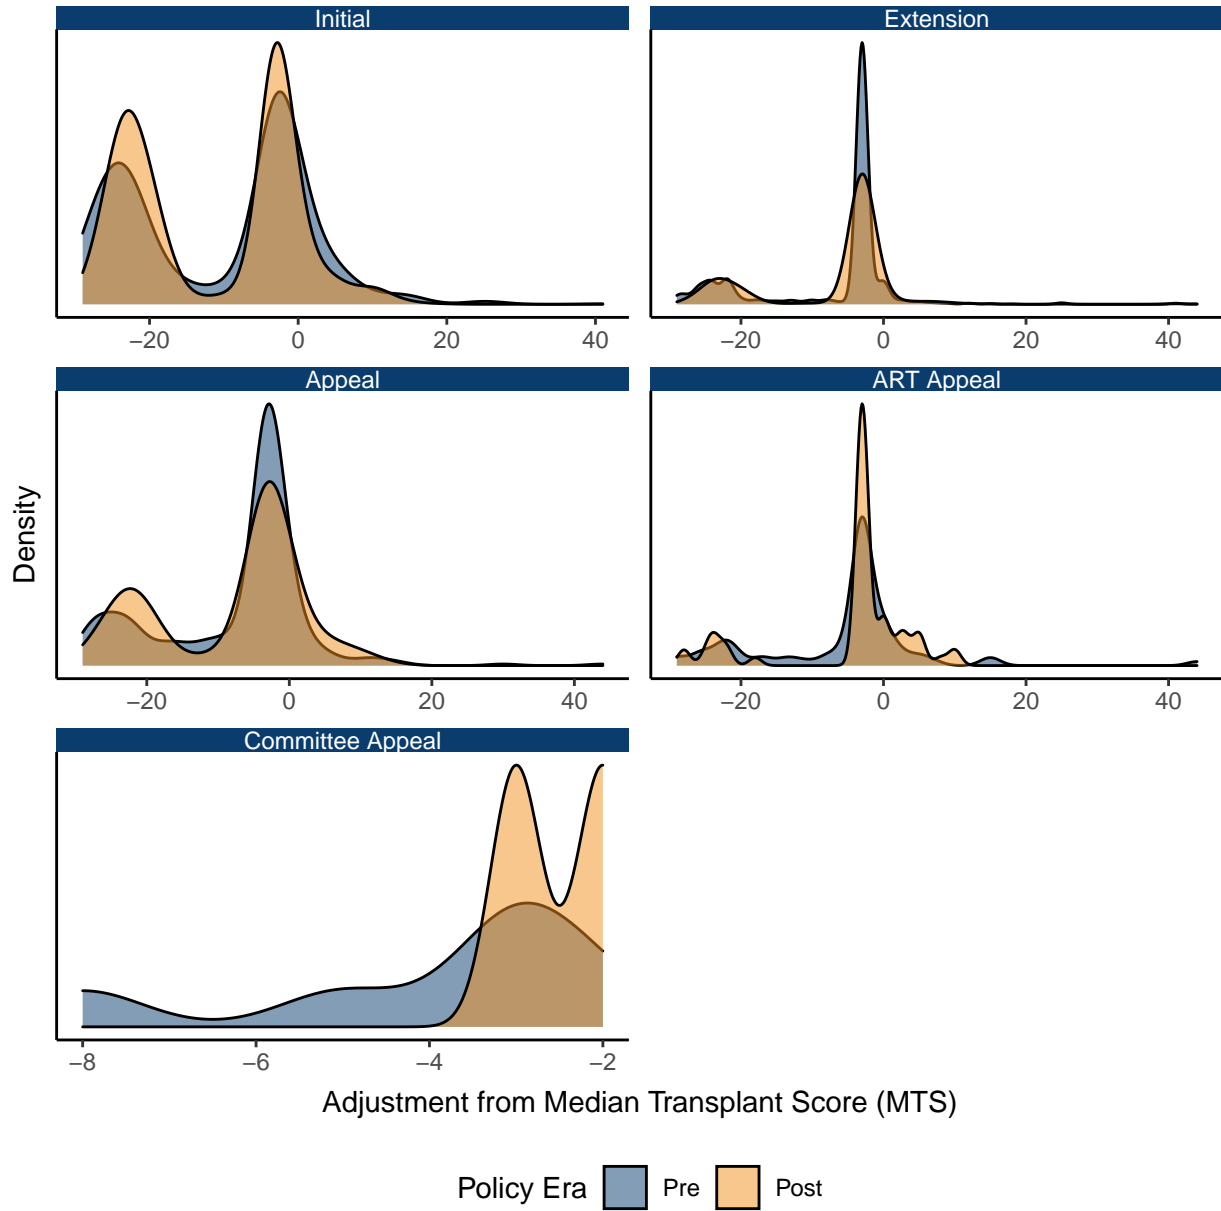 Initial
Extension
−20 0 20 40
−20 0 20 40
Appeal
ART Appeal
−20 0 20 40
−20 0 20 40
Committee Appeal
−8 −6 −4 −2
Density
Adjustment from Median Transplant Score (MTS)
Policy Era Pre Post